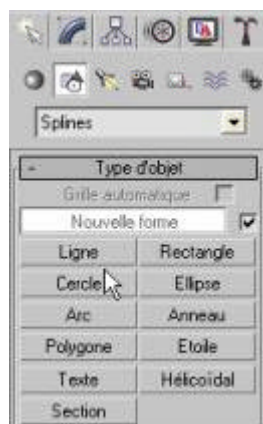 Splines
- Type d'objet
Grille automatique
Nouvelle forme
Ligne Rectangle
Cercle Ellipse
Arc Anneau
Polygone Etoile
Texte Hélicoïdal
Section